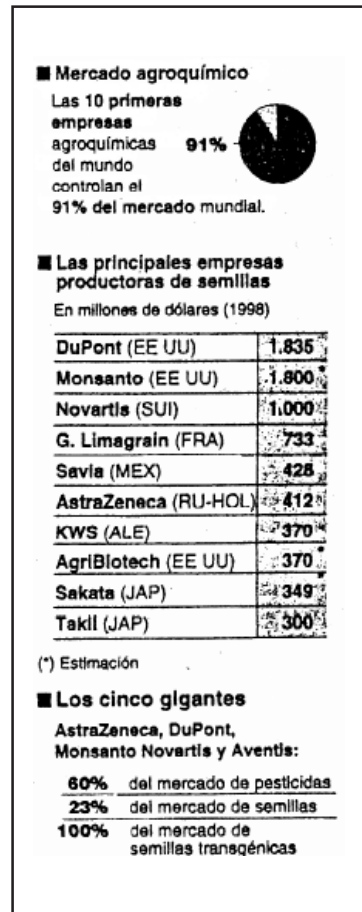 Mercado agroquímico
Las 10 primeras
empresas
agroquímicas
del mundo
controlan el
91% del mercado mundial.
91%
Las principales empresas
productoras de semillas
En millones de dólares (1998)
DuPont (EE UU) 1.835
Monsanto (EE UU) 1.800*
Novartis (SUI) 1.000
G. Limagrain (FRA) 733
Savia (MEX) 428
AstraZeneca (RU-HOL) 412
KWS (ALE) 370
AgriBiotech (EE UU) 370*
Sakata (JAP) 349*
Takii (JAP) 300
(*) Estimación
Los cinco gigantes
AstraZeneca, DuPont,
Monsanto Novartis y Aventis:
60% del mercado de pesticidas
23% del mercado de semillas
100% del mercado de
semillas transgénicas